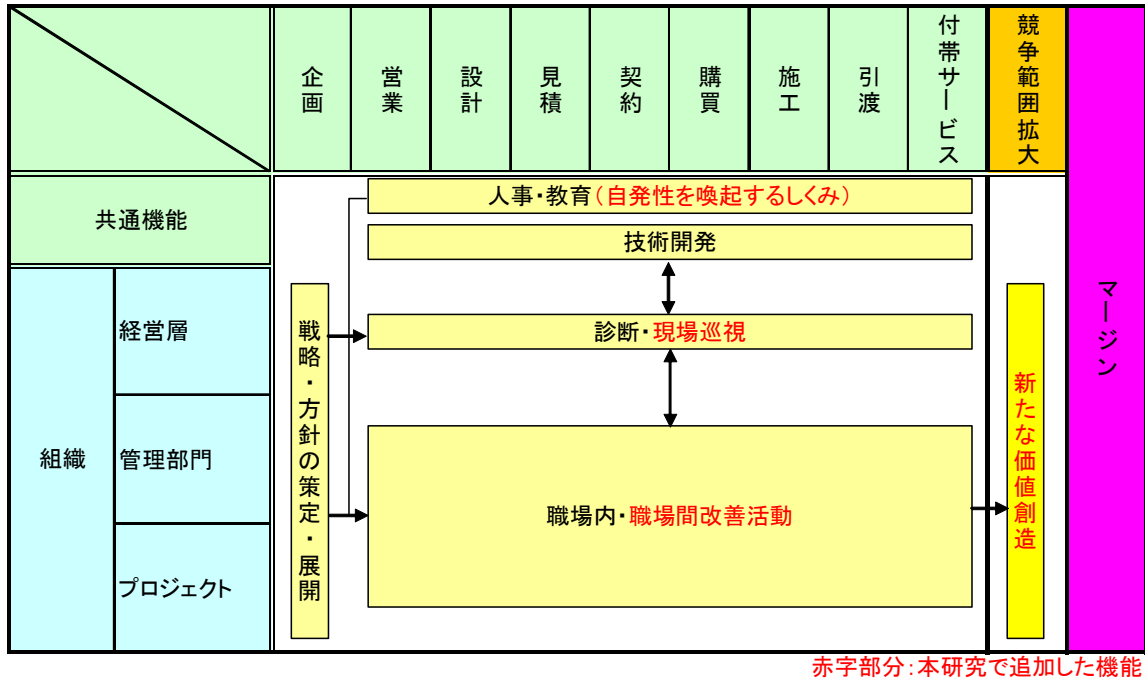 企画
営業
設計
見積
契約
購買
施工
引渡
付帯サービス
競争範囲拡大
マージン
共通機能
人事・教育(自発性を喚起するしくみ)
技術開発
組織
経営層
管理部門
プロジェクト
戦略・方針の策定・展開
診断・現場巡視
職場内・職場間改善活動
新たな価値創造
赤字部分:本研究で追加した機能